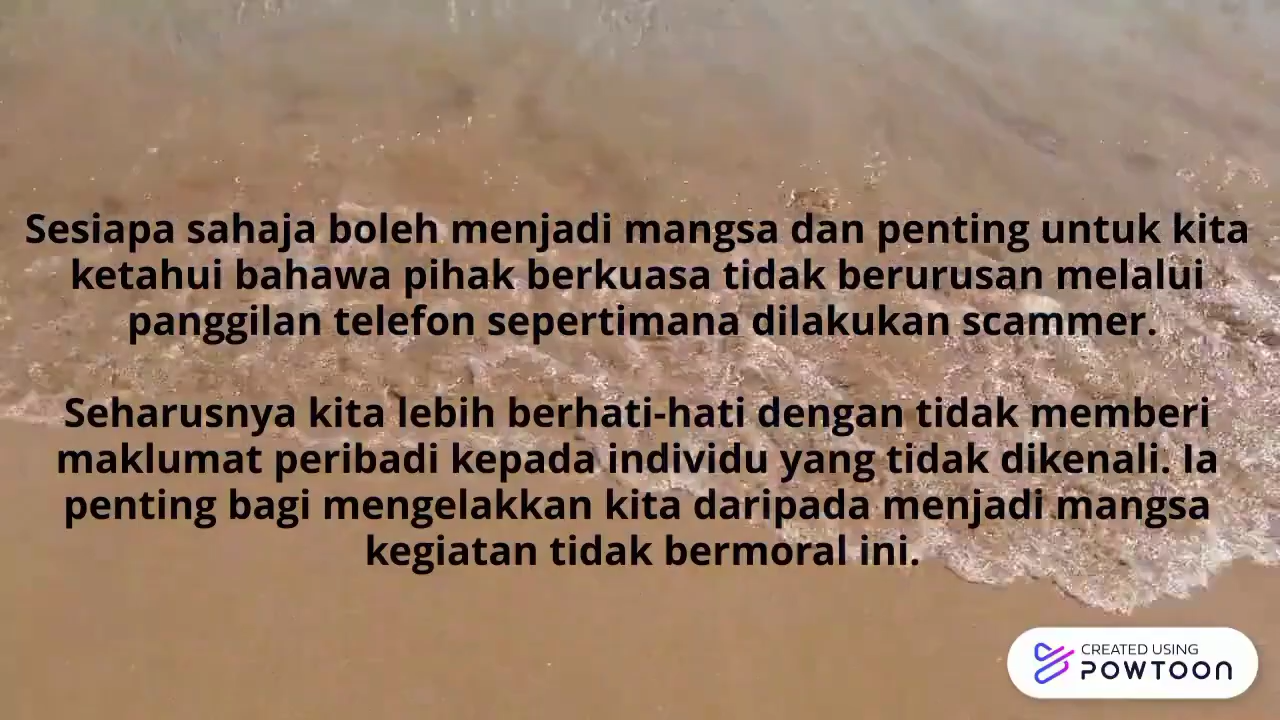 Sesiapa sahaja boleh menjadi mangsa dan penting untuk kita
ketahui bahawa pihak berkuasa tidak berurusan melalui
panggilan telefon sepertimana dilakukan scammer.
Seharusnya kita lebih berhati-hati dengan tidak memberi
maklumat peribadi kepada individu yang tidak dikenali. Ia
penting bagi mengelakkan kita daripada menjadi mangsa
kegiatan tidak bermoral ini.
CREATED USING
POWTOON